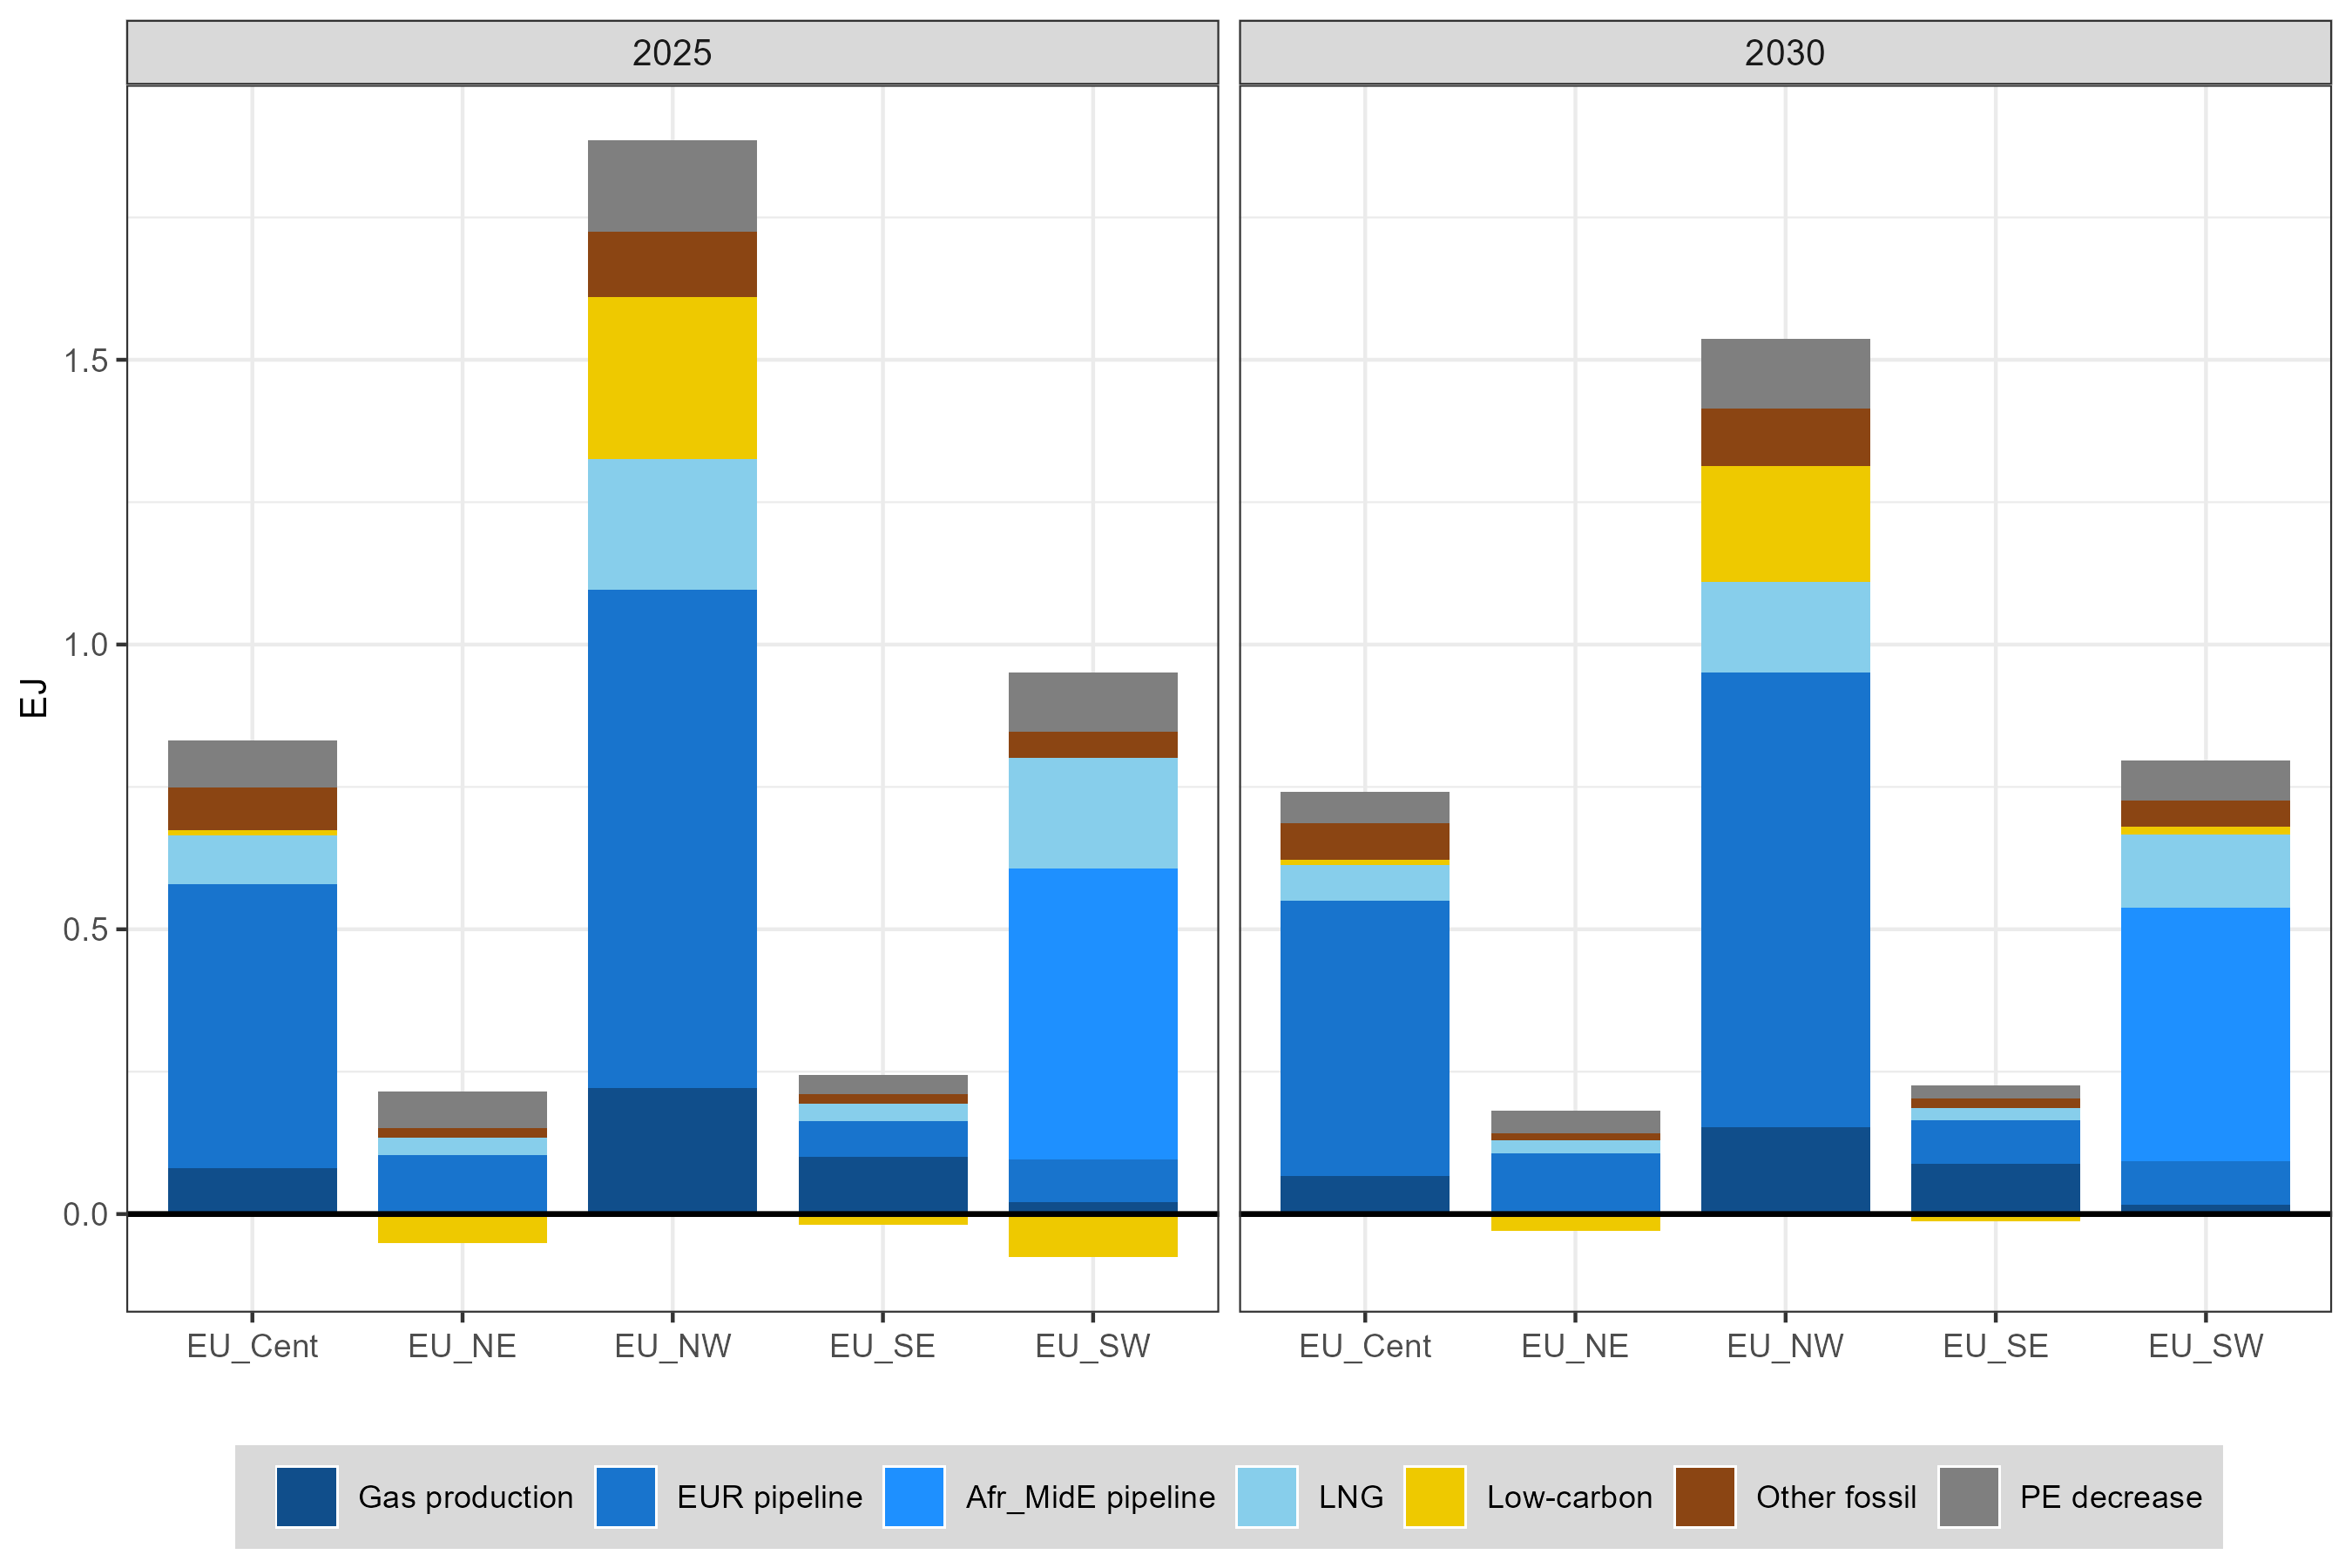 2025
2030
EJ
1.5
1.0
0.5
0.0
EU_Cent EU_NE EU_NW EU_SE EU_SW
EU_Cent EU_NE EU_NW EU_SE EU_SW
Gas production EUR pipeline Afr_MidE pipeline LNG Low-carbon Other fossil PE decrease